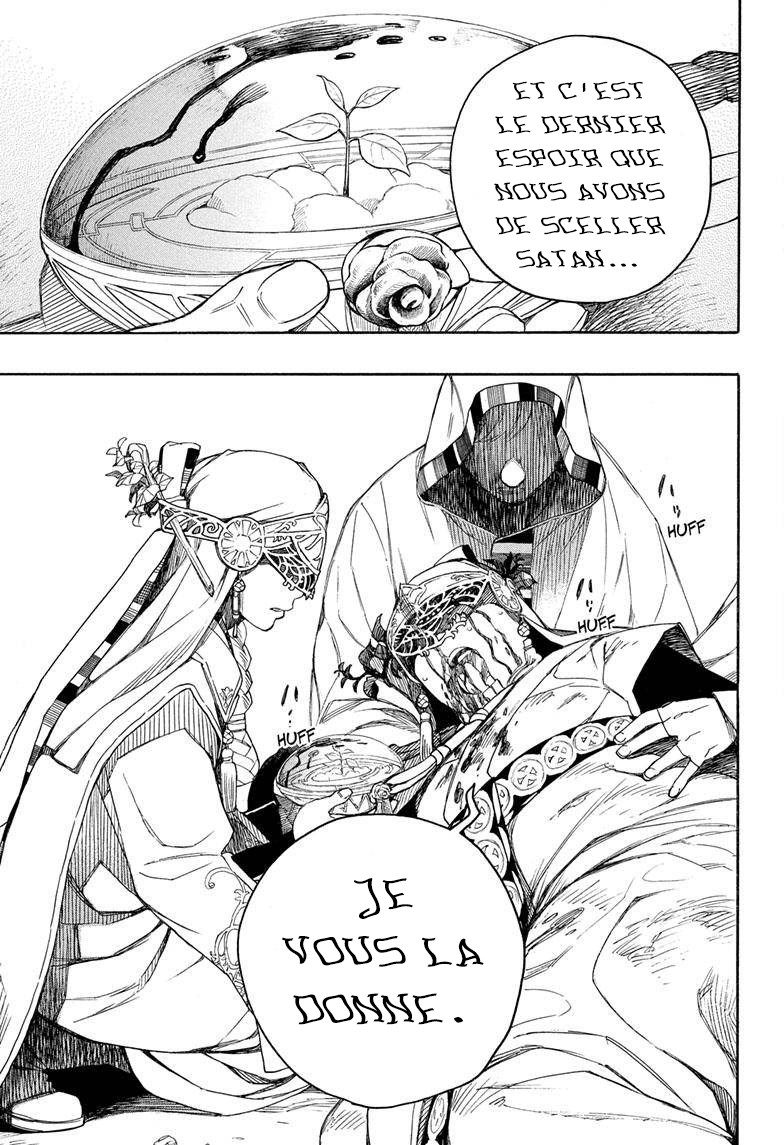 ET C'EST
LE DERNIER
ESPOIR QUE
NOUS AVONS
DE SCELLER
SATAN...
HUFF
HUFF
HUFF
JE
VOUS LA
DONNE.